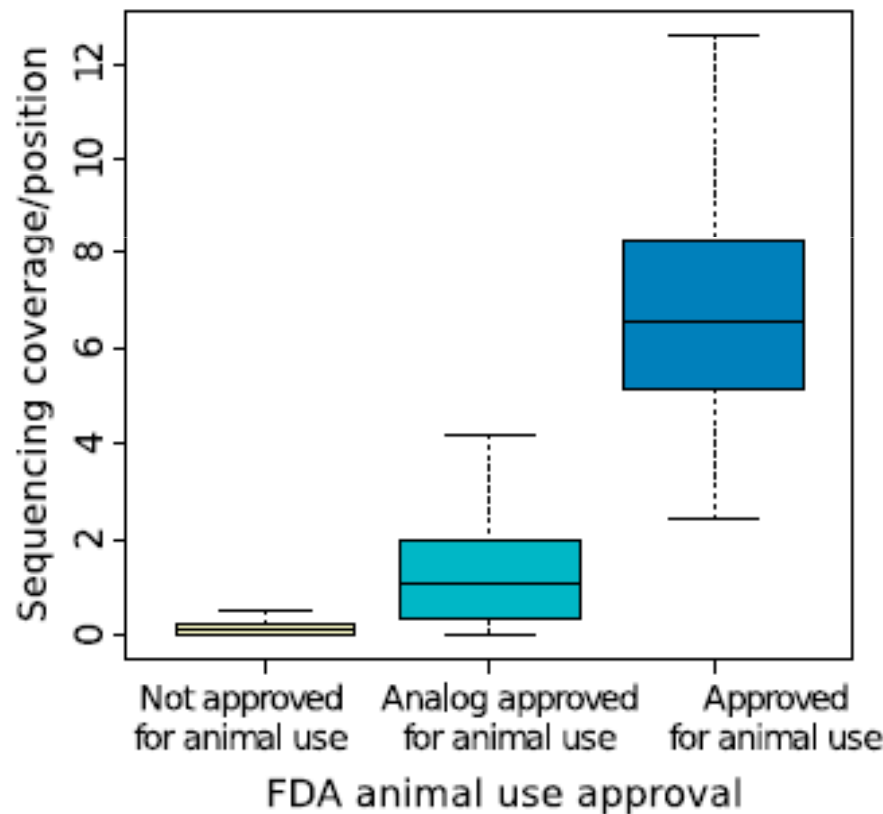 Sequencing coverage/position
12
10
8
6
4
2
0
Not approved
for animal use
Analog approved
for animal use
Approved
for animal use
FDA animal use approval